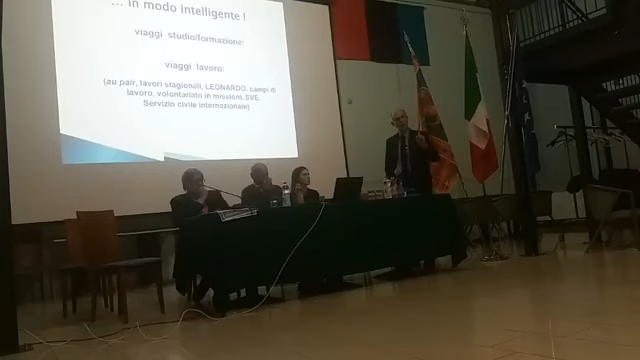 ... in modo intelligente !
viaggi studio/formazione:
viaggi lavoro:
(au pair, lavori stagionali, LEONARDO, campi di
lavoro, volontariato in missioni, SVE,
Servizio civile internazionale)